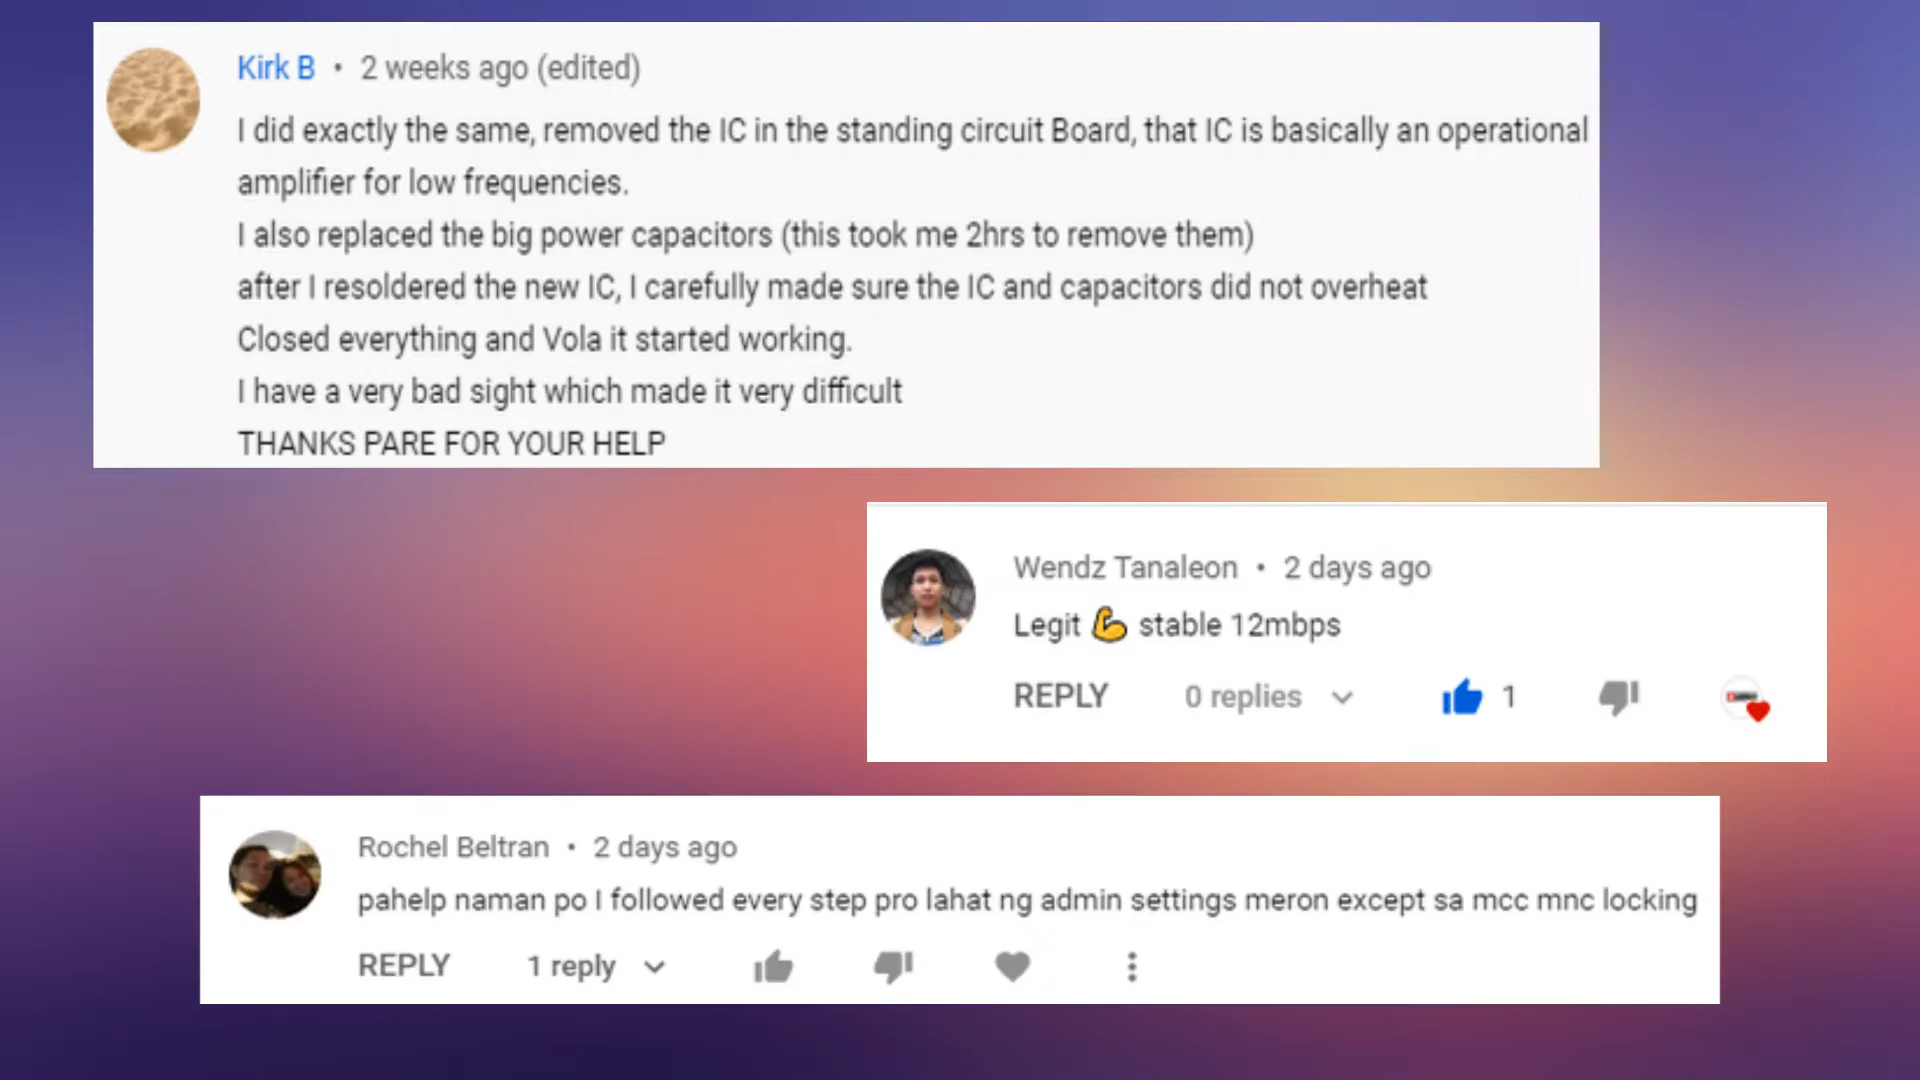 Kirk B • 2 weeks ago (edited)
I did exactly the same, removed the IC in the standing circuit Board, that IC is basically an operational
amplifier for low frequencies.
I also replaced the big power capacitors (this took me 2hrs to remove them)
after I resoldered the new IC, I carefully made sure the IC and capacitors did not overheat
Closed everything and Vola it started working.
I have a very bad sight which made it very difficult
THANKS PARE FOR YOUR HELP
Wendz Tanaleon • 2 days ago
Legit 💪 stable 12mbps
REPLY 0 replies 1
Rochel Beltran • 2 days ago
pahelp naman po I followed every step pro lahat ng admin settings meron except sa mcc mnc locking
REPLY 1 reply